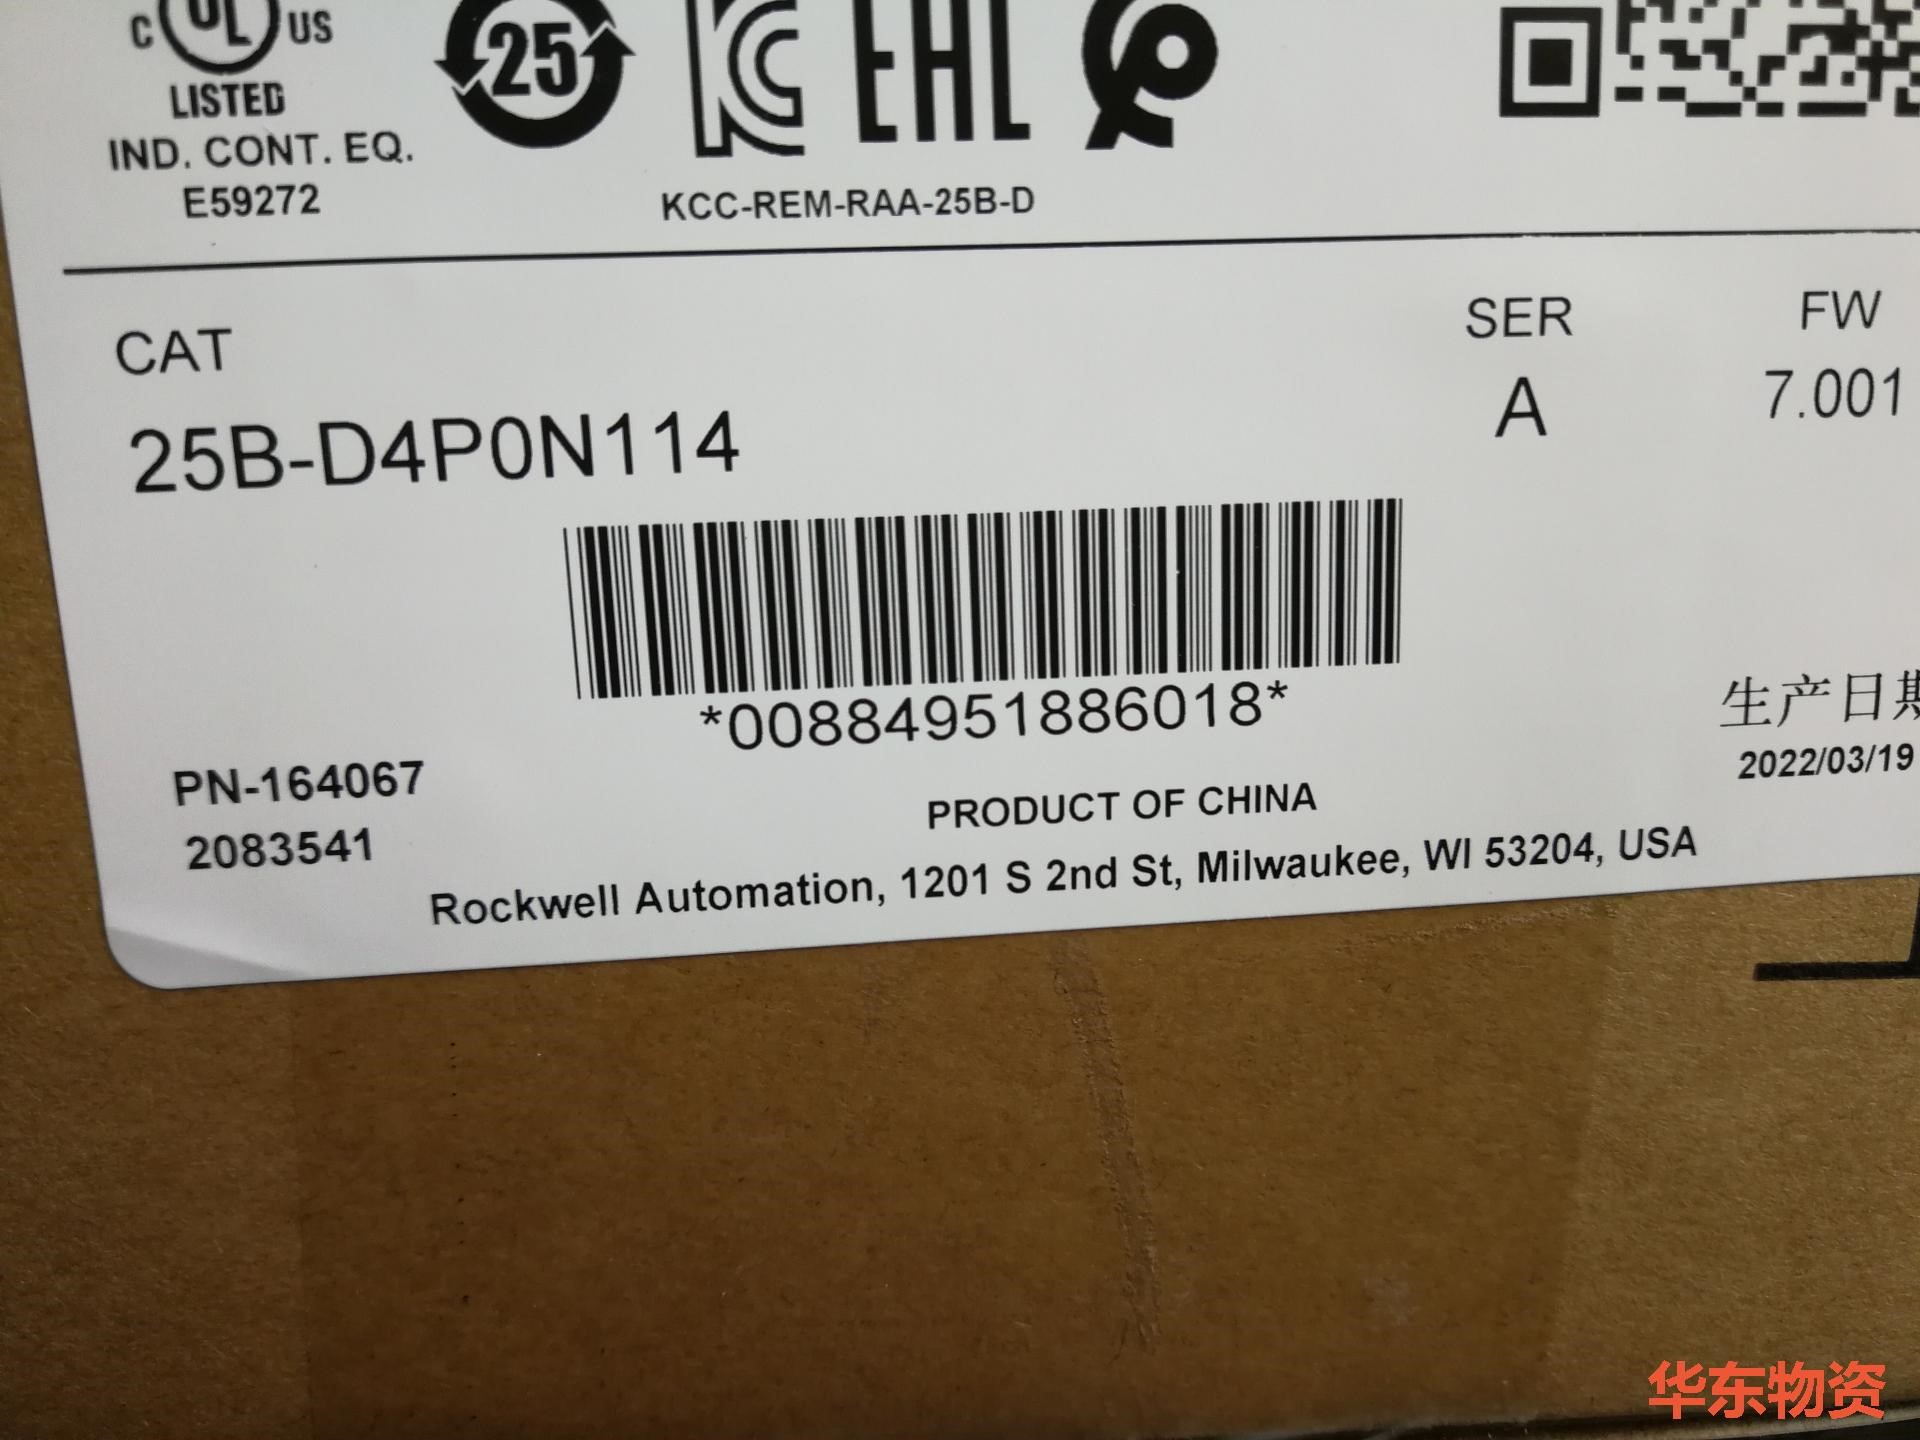 C UL US
LISTED
IND. CONT. EQ.
E59272
25
KC
EAC
KCC-REM-RAA-25B-D
CAT
SER
FW
25B-D4P0N114
A
7.001
*00884951886018*
生产日期
2022/03/19
PN-164067
2083541
PRODUCT OF CHINA
Rockwell Automation, 1201 S 2nd St, Milwaukee, WI 53204, USA
华东物资